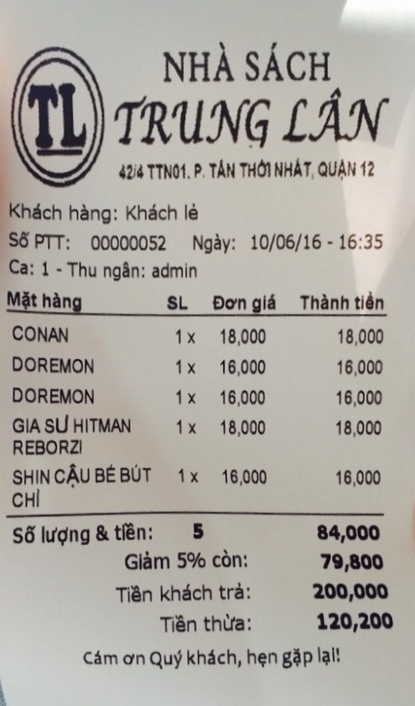 TL
NHÀ SÁCH
TRUNG LÂN
42/4 TTN01. P. TÂN THỚI NHẤT, QUẬN 12
Khách hàng: Khách lẻ
Số PTT: 00000052 Ngày: 10/06/16 - 16:35
Ca: 1 - Thu ngân: admin
Mặt hàng SL Đơn giá Thành tiền
CONAN 1 x 18,000 18,000
DOREMON 1 x 16,000 16,000
DOREMON 1 x 16,000 16,000
GIA SƯ HITMAN 1 x 18,000 18,000
REBORZI
SHIN CẬU BÉ BÚT 1 x 16,000 16,000
CHÌ
Số lượng & tiền: 5 84,000
Giảm 5% còn: 79,800
Tiền khách trả: 200,000
Tiền thừa: 120,200
Cám ơn Quý khách, hẹn gặp lại!